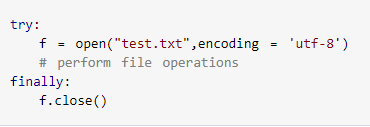 try:
    f = open("test.txt",encoding = 'utf-8')
    # perform file operations
finally:
    f.close()